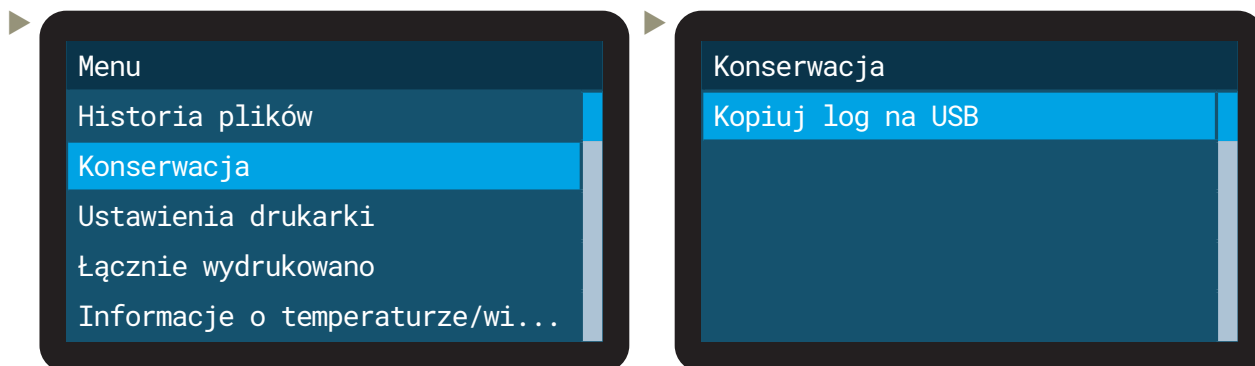 Menu
Historia plików
Konserwacja
Ustawienia drukarki
Łącznie wydrukowano
Informacje o temperaturze/wi...
Konserwacja
Kopiuj log na USB